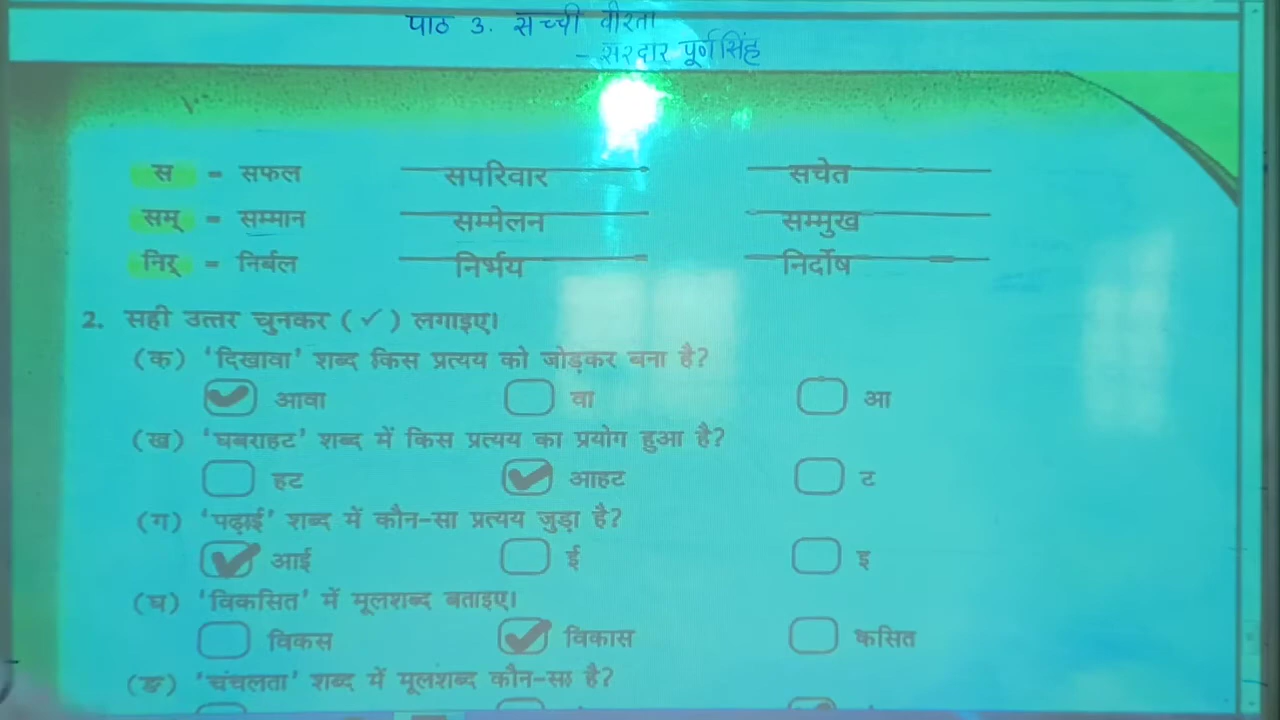 पाठ 3. सच्ची वीरता
- सरदार पूर्ण सिंह
स = सफल सपरिवार सचेत
सम् = सम्मान सम्मेलन सम्मुख
निर् = निर्बल निर्भय निर्दोष
2. सही उत्तर चुनकर (✓) लगाइए।
(क) 'दिखावा' शब्द किस प्रत्यय को जोड़कर बना है?
✓ आवा वा आ
(ख) 'घबराहट' शब्द में किस प्रत्यय का प्रयोग हुआ है?
हट ✓ आहट ट
(ग) 'पढ़ाई' शब्द में कौन-सा प्रत्यय जुड़ा है?
✓ आई ई इ
(घ) 'विकसित' में मूलशब्द बताइए।
विकस ✓ विकास कसित
(ङ) 'चंचलता' शब्द में मूलशब्द कौन-सा है?